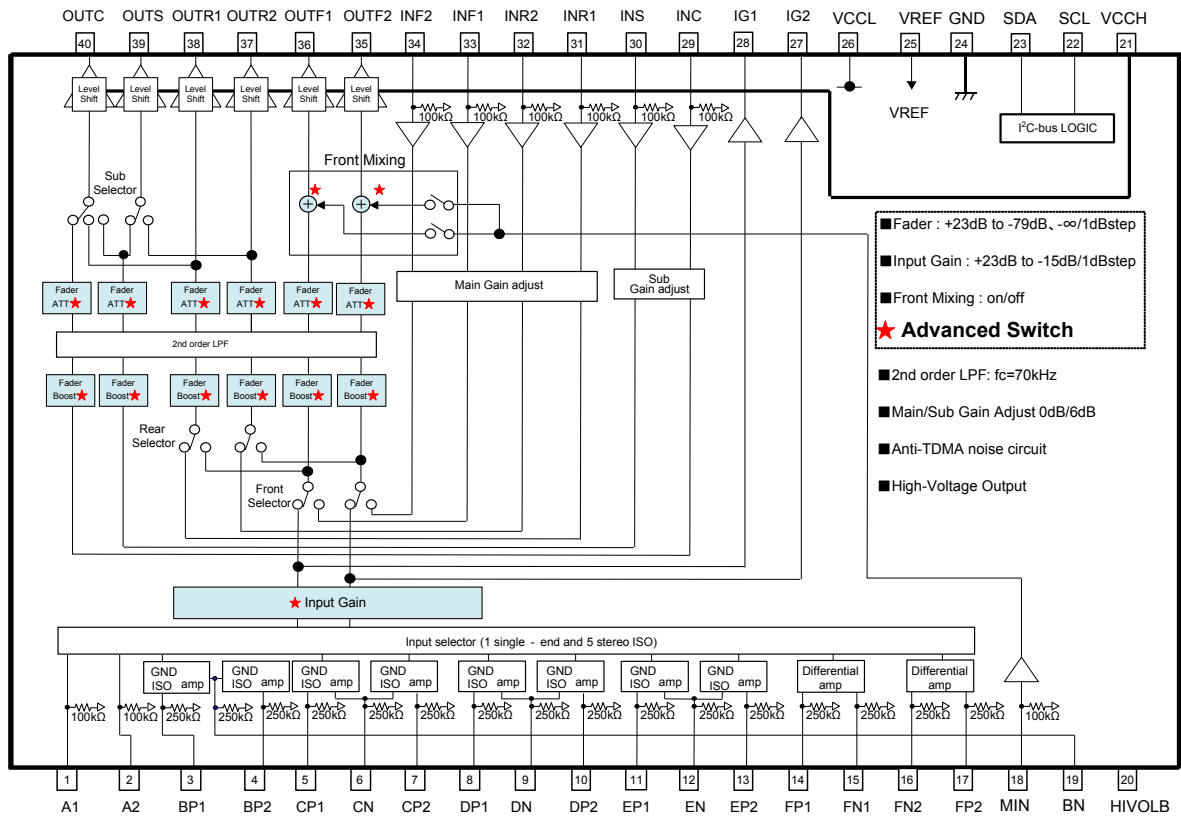 OUTC OUTS OUTR1 OUTR2 OUTF1 OUTF2 INF2 INF1 INR2 INR1 INS INC IG1 IG2 VCCL VREF GND SDA SCL VCCH
40 39 38 37 36 35 34 33 32 31 30 29 28 27 26 25 24 23 22 21
Level Shift
Level Shift
Level Shift
Level Shift
Level Shift
Level Shift
100kΩ 100kΩ 100kΩ 100kΩ 100kΩ 100kΩ
VREF
I²C-bus LOGIC
Front Mixing
Sub
Selector
+ +
Main Gain adjust
Sub
Gain adjust
■Fader : +23dB to -79dB、-∞/1dBstep
■Input Gain : +23dB to -15dB/1dBstep
■Front Mixing : on/off
★ Advanced Switch
■2nd order LPF: fc=70kHz
■Main/Sub Gain Adjust 0dB/6dB
■Anti-TDMA noise circuit
■High-Voltage Output
Fader ATT★
Fader ATT★
Fader ATT★
Fader ATT★
Fader ATT★
Fader ATT★
2nd order LPF
Fader Boost★
Fader Boost★
Fader Boost★
Fader Boost★
Fader Boost★
Fader Boost★
Rear
Selector
Front
Selector
★ Input Gain
Input selector (1 single - end and 5 stereo ISO)
GND ISO amp
GND ISO amp
GND ISO amp
GND ISO amp
GND ISO amp
GND ISO amp
GND ISO amp
GND ISO amp
Differential amp
Differential amp
100kΩ 100kΩ 250kΩ 250kΩ 250kΩ 250kΩ 250kΩ 250kΩ 250kΩ 250kΩ 250kΩ 250kΩ 250kΩ 250kΩ 250kΩ 250kΩ 250kΩ 250kΩ 100kΩ
1 2 3 4 5 6 7 8 9 10 11 12 13 14 15 16 17 18 19 20
A1 A2 BP1 BP2 CP1 CN CP2 DP1 DN DP2 EP1 EN EP2 FP1 FN1 FN2 FP2 MIN BN HIVOLB